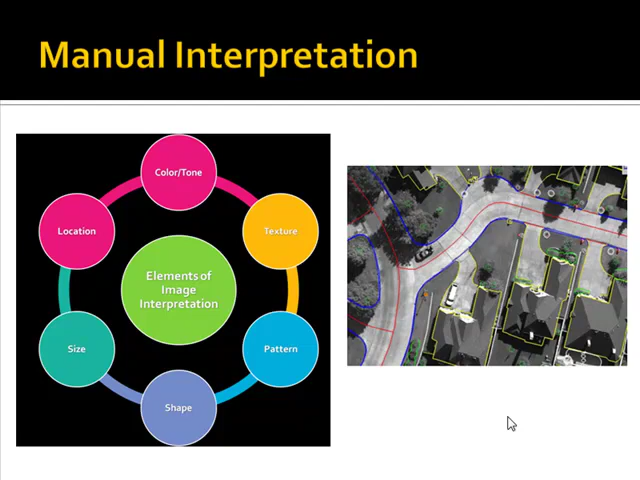 Manual Interpretation
Color/Tone
Location
Texture
Elements of
Image
Interpretation
Size
Pattern
Shape